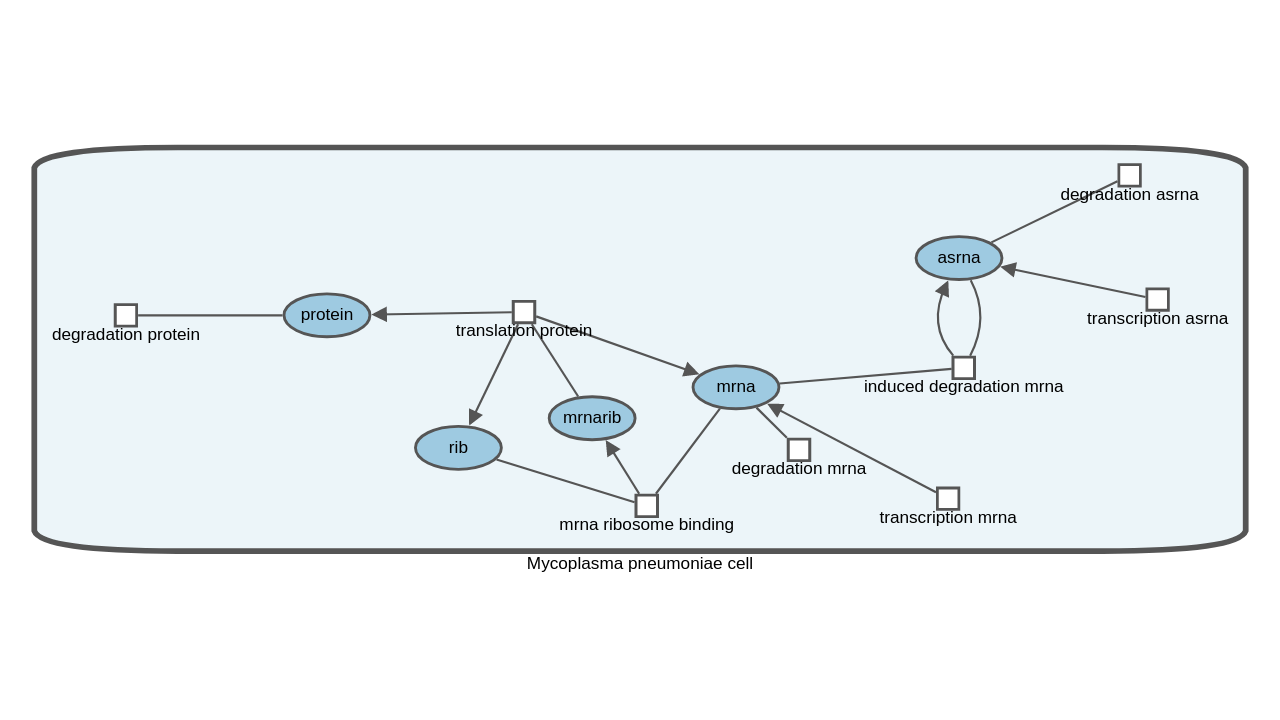 degradation asrna
asrna
transcription asrna
protein
degradation protein
translation protein
mrna
induced degradation mrna
mrnarib
rib
degradation mrna
transcription mrna
mrna ribosome binding
Mycoplasma pneumoniae cell